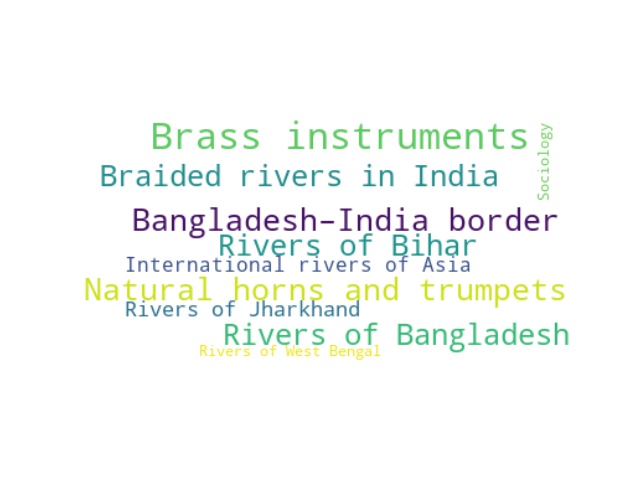 Brass instruments
Sociology
Braided rivers in India
Bangladesh–India border
Rivers of Bihar
International rivers of Asia
Natural horns and trumpets
Rivers of Jharkhand
Rivers of Bangladesh
Rivers of West Bengal